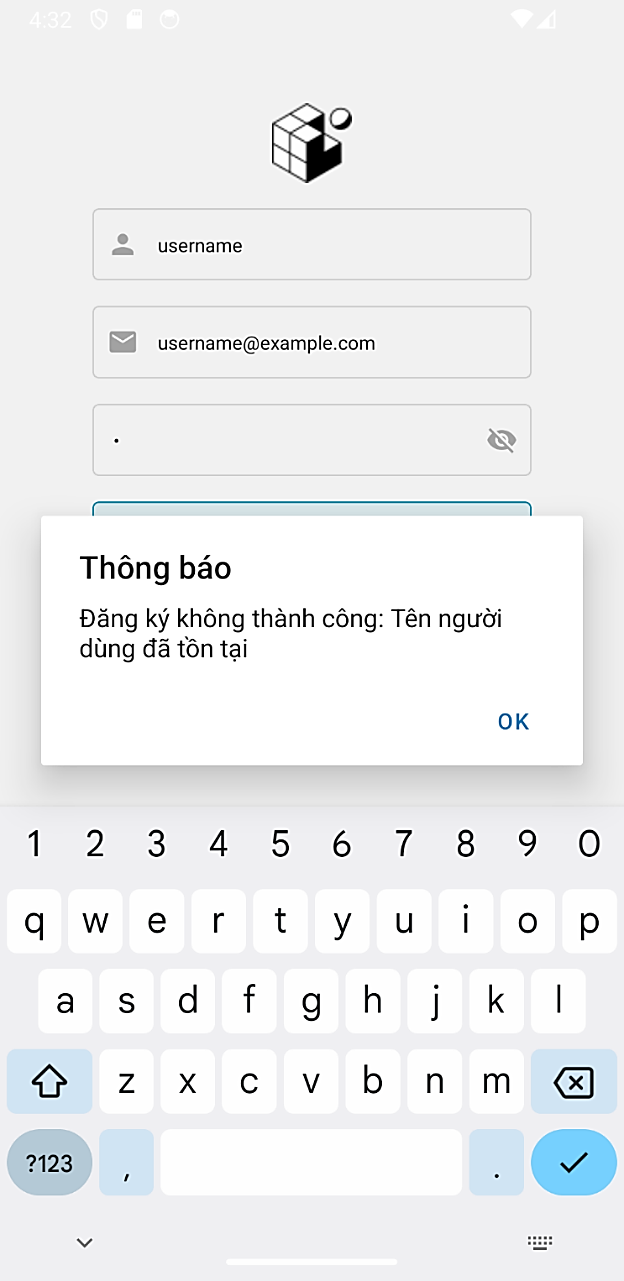 4:32
username
username@example.com
•
Thông báo
Đăng ký không thành công: Tên người
dùng đã tồn tại
OK
1 2 3 4 5 6 7 8 9 0
q w e r t y u i o p
a s d f g h j k l
z x c v b n m
?123 , .